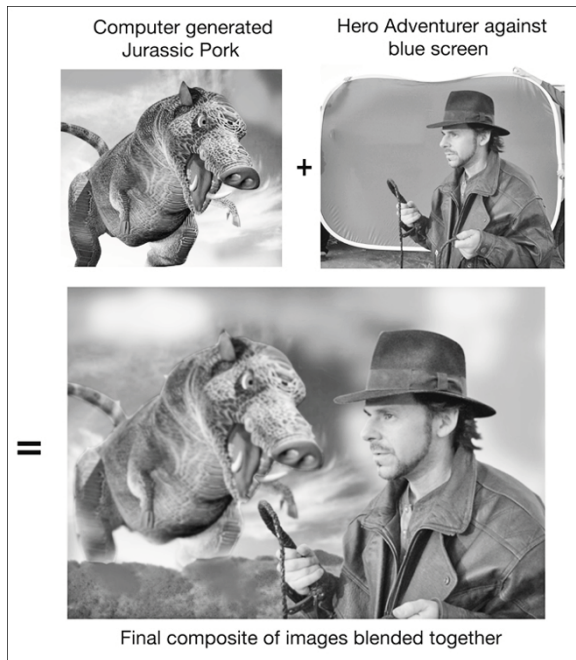 Computer generated
Jurassic Pork
Hero Adventurer against
blue screen
+
=
Final composite of images blended together